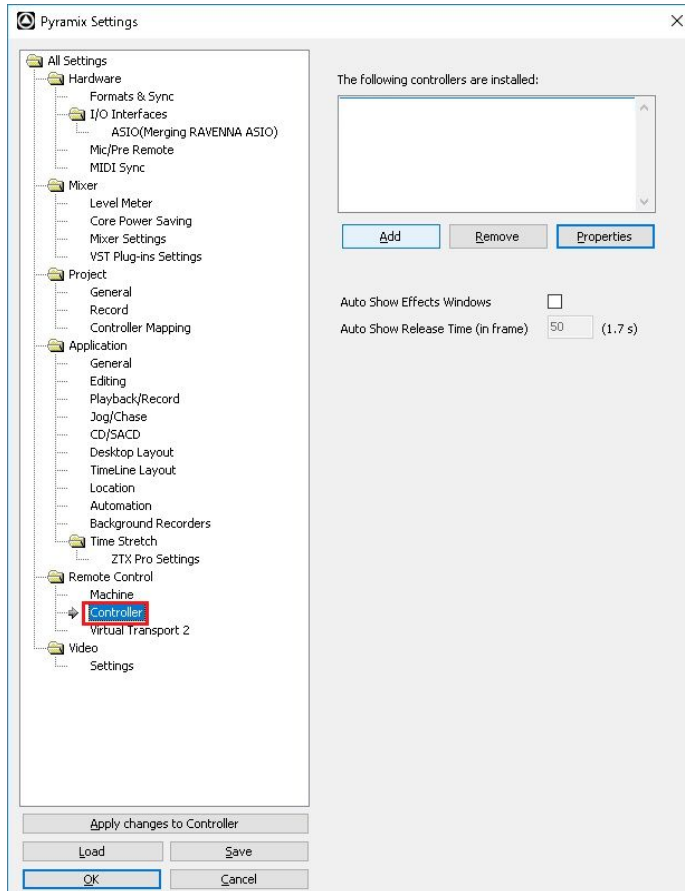 Pyramix Settings
All Settings
Hardware
Formats & Sync
I/O Interfaces
ASIO(Merging RAVENNA ASIO)
Mic/Pre Remote
MIDI Sync
Mixer
Level Meter
Core Power Saving
Mixer Settings
VST Plug-ins Settings
Project
General
Record
Controller Mapping
Application
General
Editing
Playback/Record
Jog/Chase
CD/SACD
Desktop Layout
TimeLine Layout
Location
Automation
Background Recorders
Time Stretch
ZTX Pro Settings
Remote Control
Machine
Controller
Virtual Transport 2
Video
Settings
Apply changes to Controller
Load Save
OK Cancel
The following controllers are installed:
Add Remove Properties
Auto Show Effects Windows
Auto Show Release Time (in frame) 50 (1.7 s)